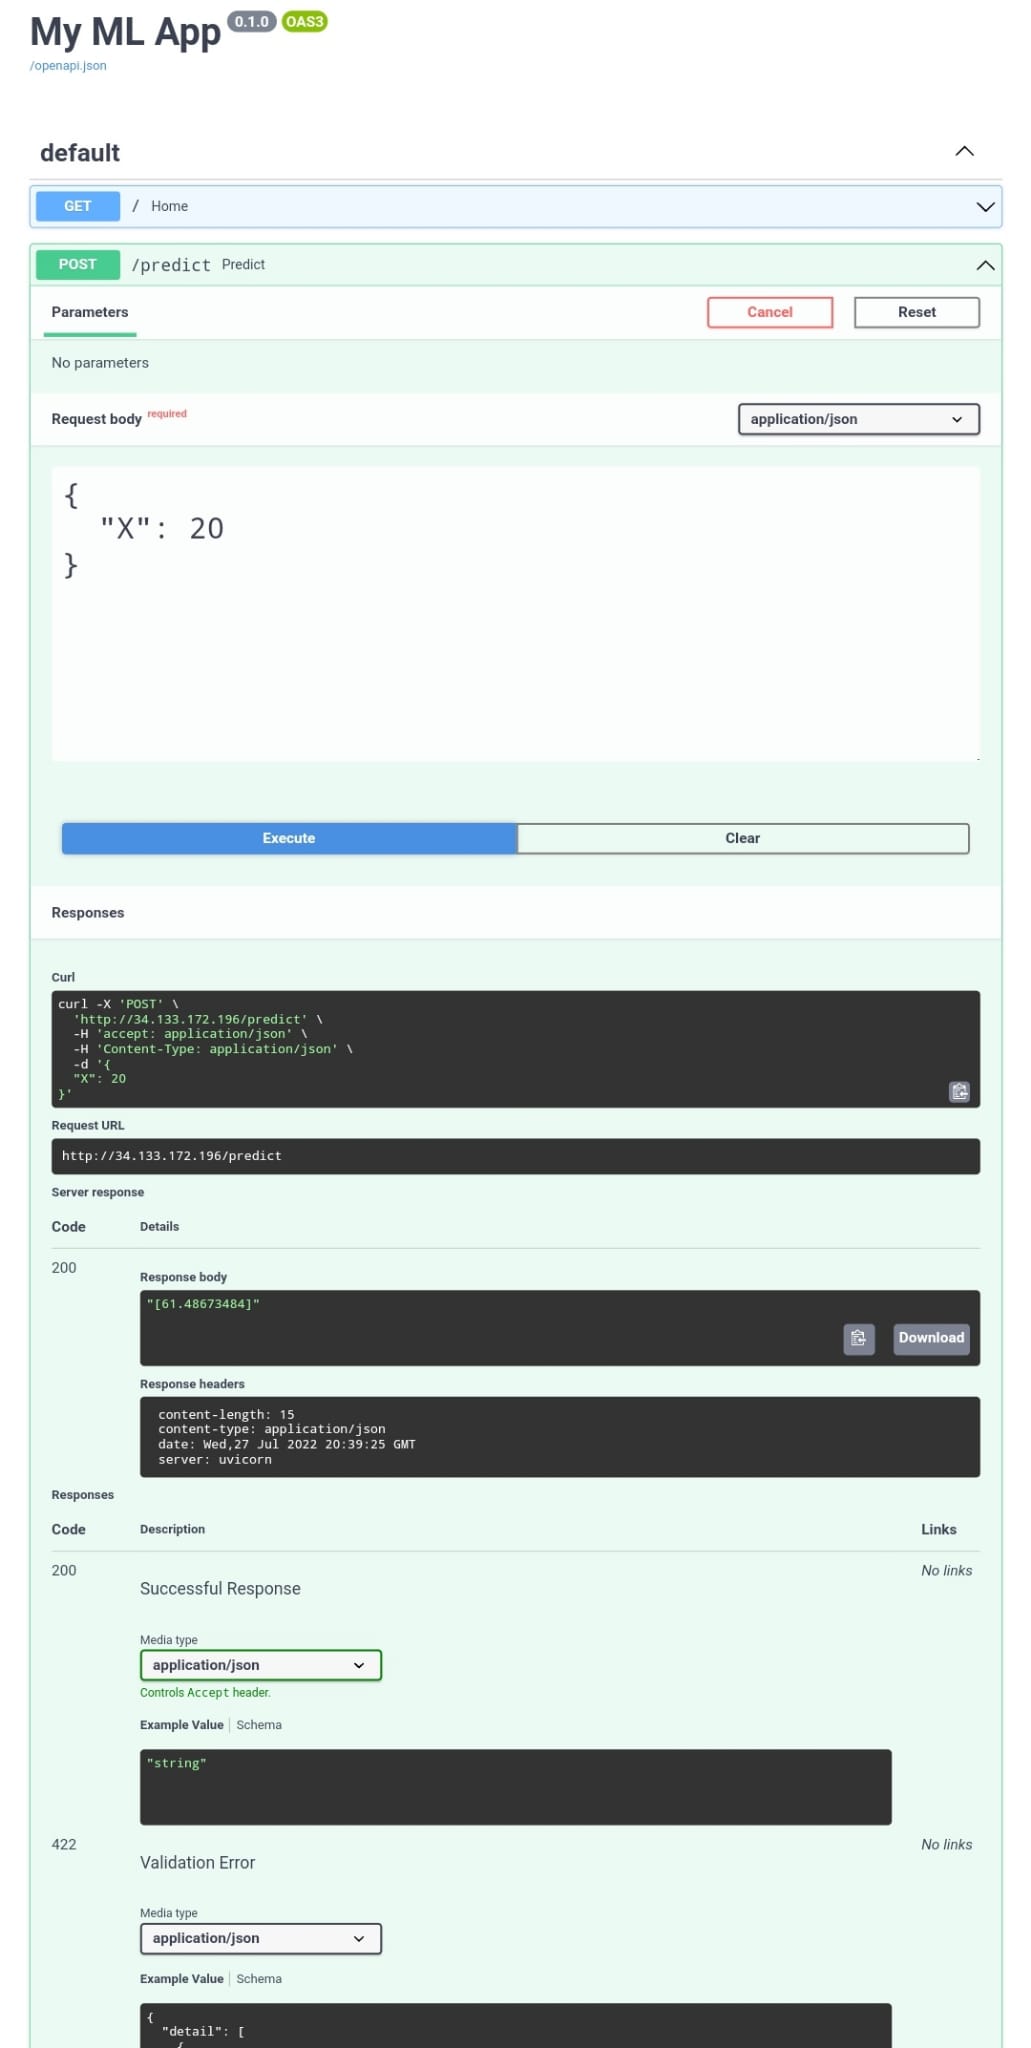 My ML App 0.1.0 OAS3
/openapi.json
default
GET / Home
POST /predict Predict
Parameters Cancel Reset
No parameters
Request body required application/json
{
"X": 20
}
Execute Clear
Responses
Curl
curl -X 'POST' \
'http://34.133.172.196/predict' \
-H 'accept: application/json' \
-H 'Content-Type: application/json' \
-d '{
"X": 20
}'
Request URL
http://34.133.172.196/predict
Server response
Code Details
200
Response body
"[61.48673484]"
Download
Response headers
content-length: 15
content-type: application/json
date: Wed,27 Jul 2022 20:39:25 GMT
server: uvicorn
Responses
Code Description Links
200 No links
Successful Response
Media type
application/json
Controls Accept header.
Example Value Schema
"string"
422 No links
Validation Error
Media type
application/json
Example Value Schema
{
"detail": [
{